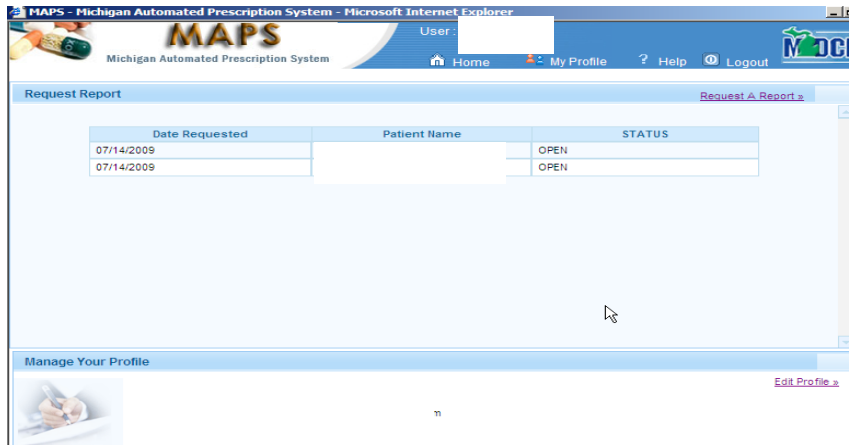 MAPS - Michigan Automated Prescription System - Microsoft Internet Explorer
MAPS
Michigan Automated Prescription System
User :
Home My Profile ? Help Logout
Request Report
Request A Report »
Date Requested Patient Name STATUS
07/14/2009 OPEN
07/14/2009 OPEN
Manage Your Profile
Edit Profile »